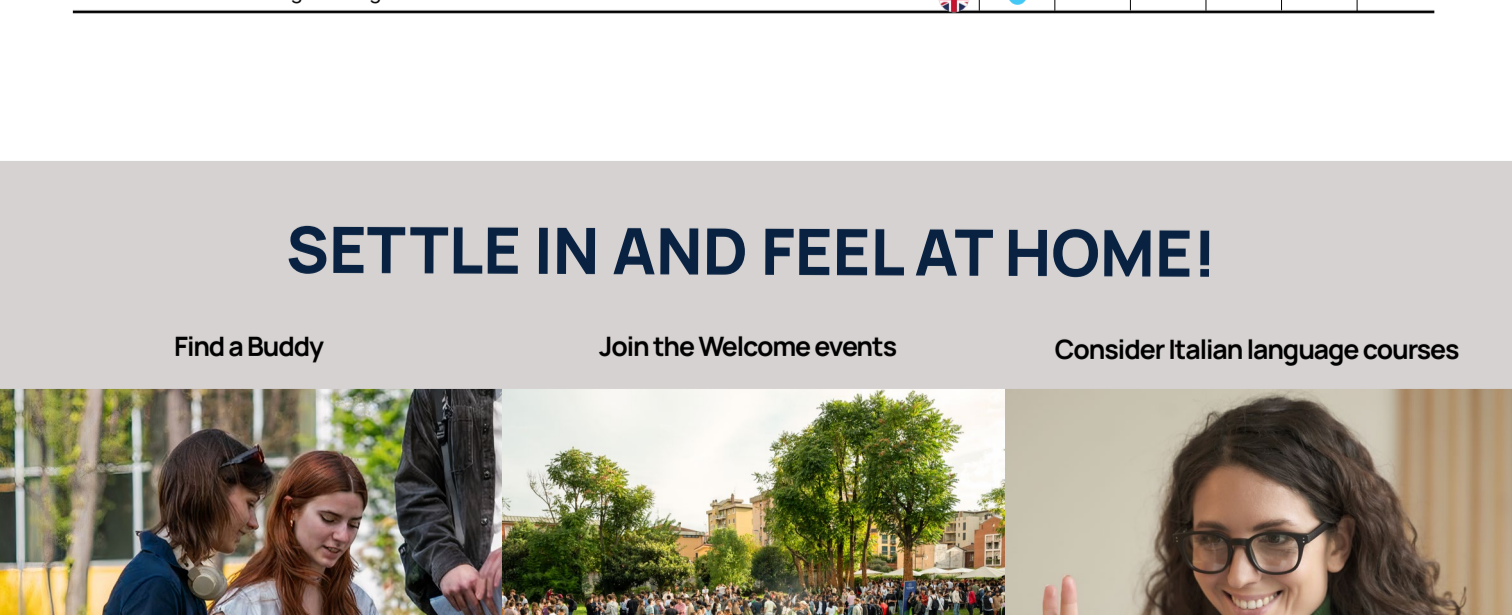 SETTLE IN AND FEEL AT HOME!
Find a Buddy
Join the Welcome events
Consider Italian language courses